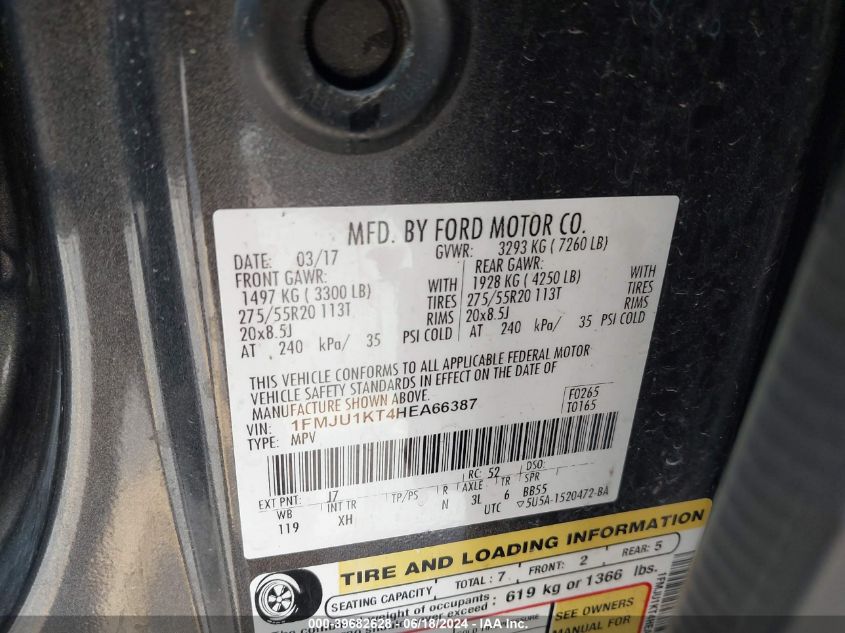 MFD. BY FORD MOTOR CO.
DATE: 03/17 GVWR: 3293 KG ( 7260 LB)
FRONT GAWR: REAR GAWR:
1497 KG ( 3300 LB) WITH 1928 KG ( 4250 LB) WITH
275/55R20 113T TIRES 275/55R20 113T TIRES
20x8.5J RIMS 20x8.5J RIMS
AT 240 kPa/ 35 PSI COLD AT 240 kPa/ 35 PSI COLD
THIS VEHICLE CONFORMS TO ALL APPLICABLE FEDERAL MOTOR
VEHICLE SAFETY STANDARDS IN EFFECT ON THE DATE OF
MANUFACTURE SHOWN ABOVE. F0265
VIN: 1FMJU1KT4HEA66387 T0165
TYPE: MPV
RC: 52 DSO:
EXT PNT: J7 TP/PS R AXLE TR SPR
WB INT TR N 3L 6 BB55
119 XH UTC ▽5U5A-1520472-BA
TIRE AND LOADING INFORMATION
SEATING CAPACITY TOTAL: 7 FRONT: 2 REAR: 5
weight of occupants 619 kg or 1366 lbs.
exceed
SEE OWNERS
MANUAL FOR
000-39682628 - 06/18/2024 - IAA Inc.